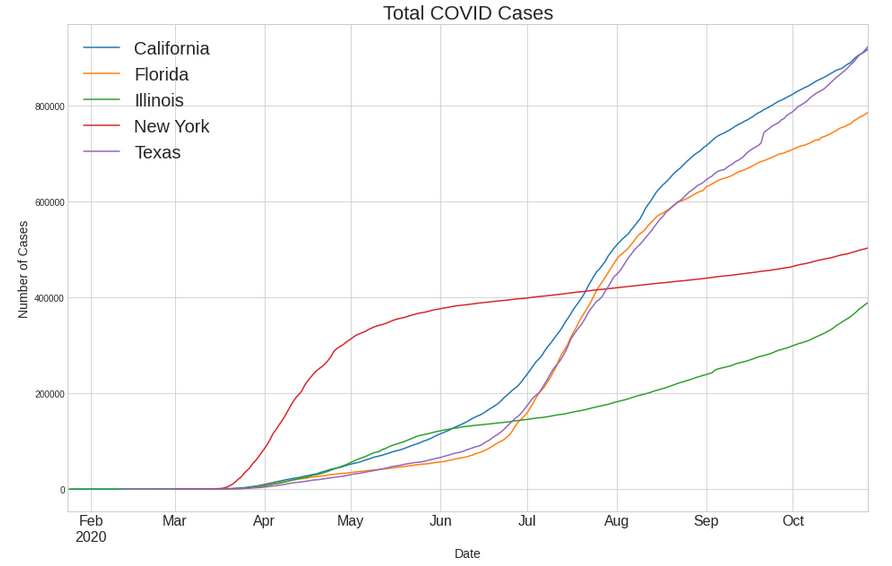 Total COVID Cases
California
Florida
Illinois
New York
Texas
Number of Cases
800000
600000
400000
200000
0
Feb Mar Apr May Jun Jul Aug Sep Oct
2020
Date